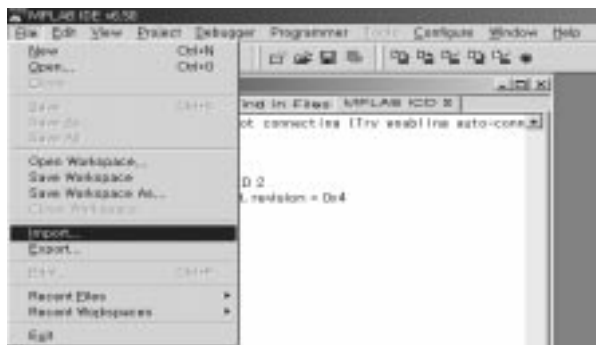 MPLAB IDE v6.50
File Edit View Project Debugger Programmer Tools Configure Window Help
New Ctrl+N
Open... Ctrl+O
Close
Save Ctrl+S
Save As...
Save All
Open Workspace...
Save Workspace
Save Workspace As...
Close Workspace
Import...
Export...
Print... Ctrl+P
Recent Files
Recent Workspaces
Exit
ind in Files MPLAB ICD 2
ot connecting (Try enabling auto-conn
D 2
t, revision = 0x4